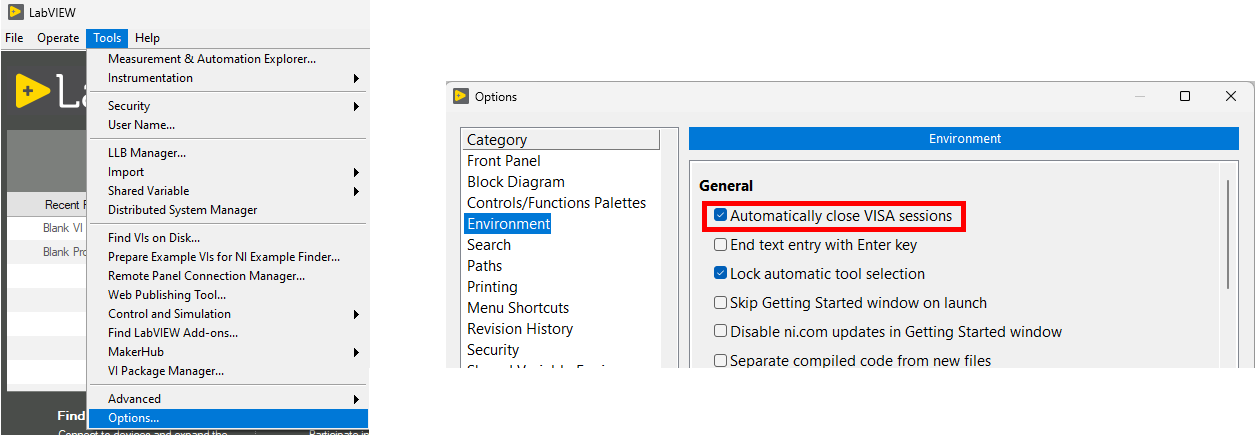 LabVIEW
File Operate Tools Help
Measurement & Automation Explorer...
Instrumentation
Security
User Name...
LLB Manager...
Import
Shared Variable
Distributed System Manager
Find VIs on Disk...
Prepare Example VIs for NI Example Finder...
Remote Panel Connection Manager...
Web Publishing Tool...
Control and Simulation
Find LabVIEW Add-ons...
MakerHub
VI Package Manager...
Advanced
Options...
La
Recent
Blank VI
Blank
Find
Options
Category
Front Panel
Block Diagram
Controls/Functions Palettes
Environment
Search
Paths
Printing
Menu Shortcuts
Revision History
Security
Environment
General
Automatically close VISA sessions
End text entry with Enter key
Lock automatic tool selection
Skip Getting Started window on launch
Disable ni.com updates in Getting Started window
Separate compiled code from new files